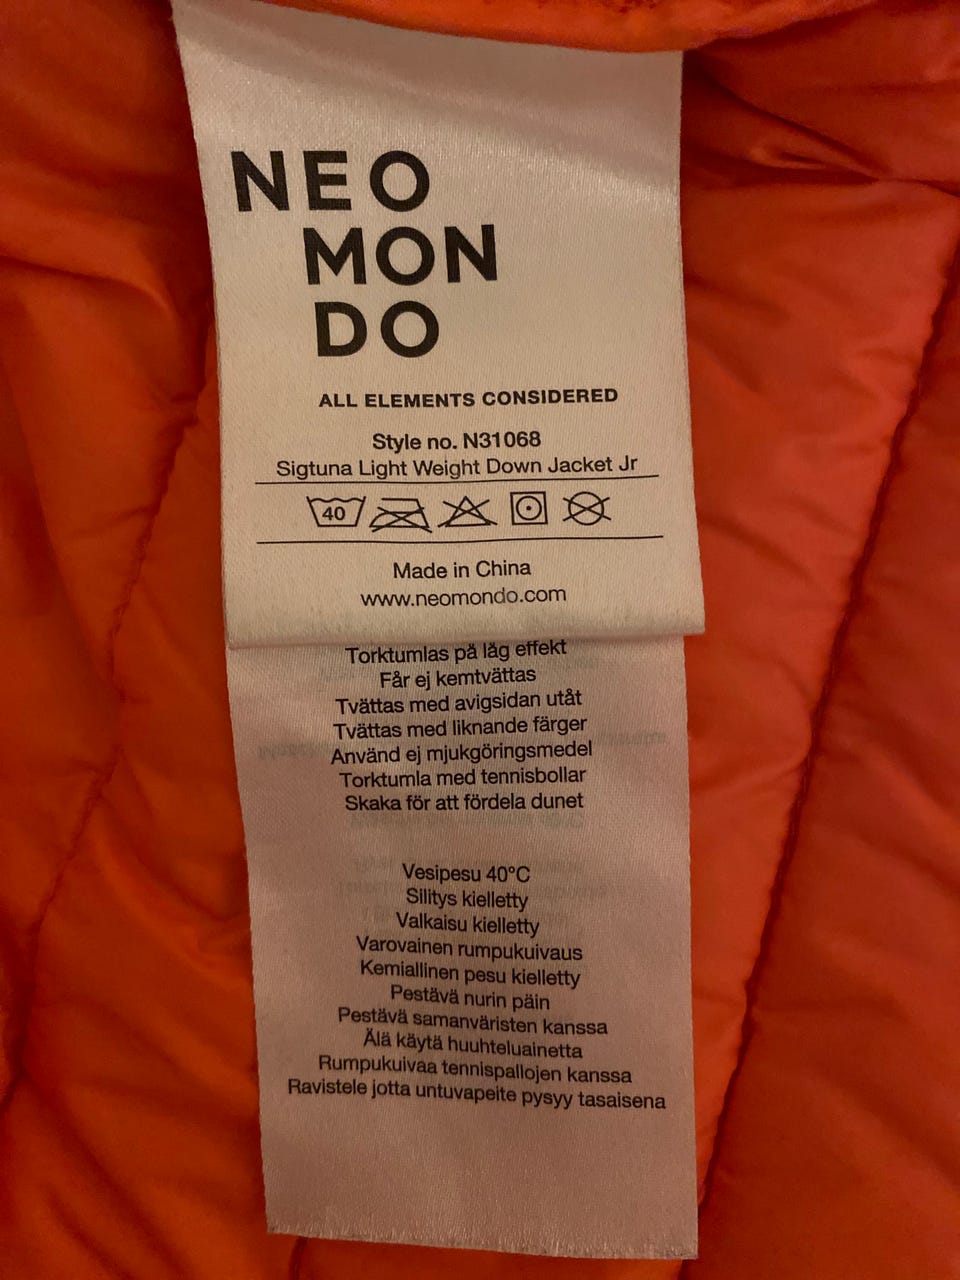 NEO
MON
DO
ALL ELEMENTS CONSIDERED
Style no. N31068
Sigtuna Light Weight Down Jacket Jr
40
Made in China
www.neomondo.com
Torktumlas på låg effekt
Får ej kemtvättas
Tvättas med avigsidan utåt
Tvättas med liknande färger
Använd ej mjukgöringsmedel
Torktumla med tennisbollar
Skaka för att fördela dunet
Vesipesu 40°C
Silitys kielletty
Valkaisu kielletty
Varovainen rumpukuivaus
Kemiallinen pesu kielletty
Pestävä nurin päin
Pestävä samanväristen kanssa
Älä käytä huuhteluainetta
Rumpukuivaa tennispallojen kanssa
Ravistele jotta untuvapeite pysyy tasaisena